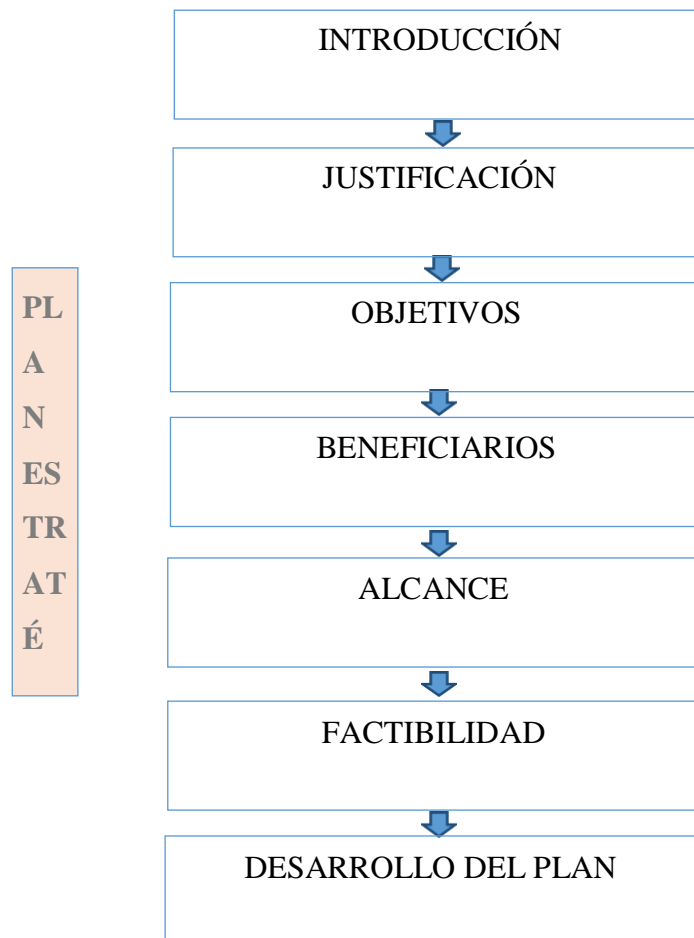 INTRODUCCIÓN
JUSTIFICACIÓN
PL
A
N
ES
TR
AT
É
OBJETIVOS
BENEFICIARIOS
ALCANCE
FACTIBILIDAD
DESARROLLO DEL PLAN